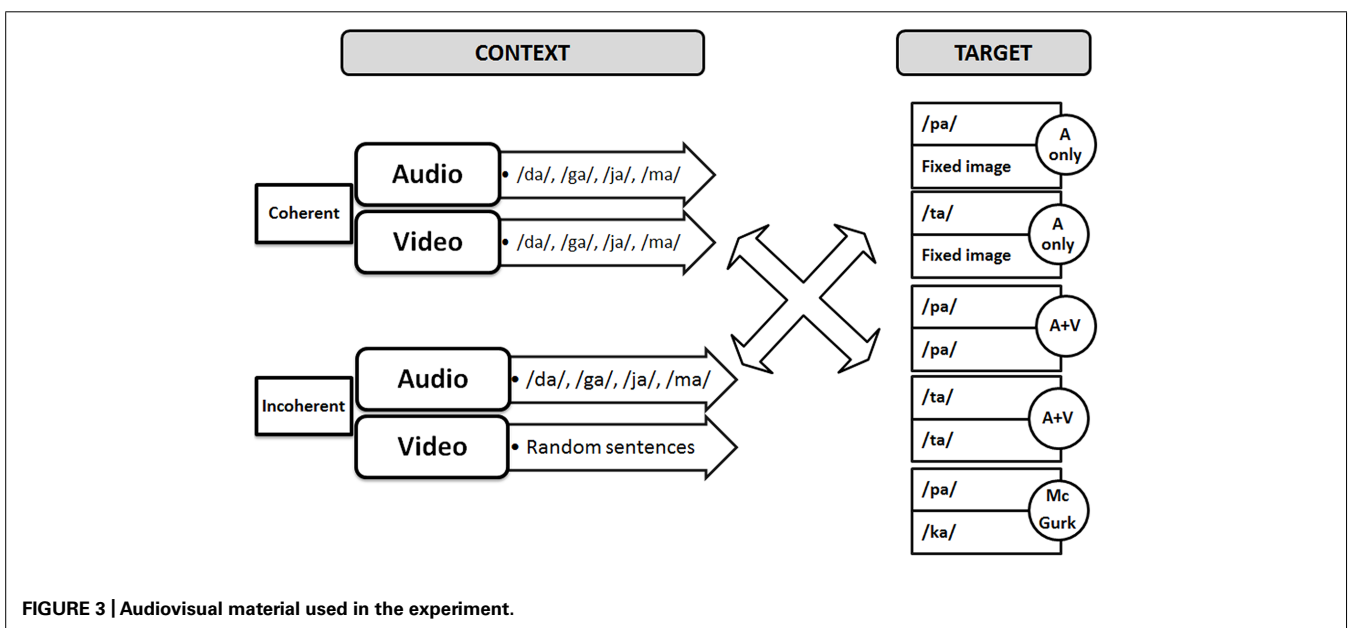 CONTEXT
TARGET
Coherent
Audio
• /da/, /ga/, /ja/, /ma/
Video
• /da/, /ga/, /ja/, /ma/
Incoherent
Audio
• /da/, /ga/, /ja/, /ma/
Video
• Random sentences
/pa/
Fixed image
A
only
/ta/
Fixed image
A
only
/pa/
/pa/
A+V
/ta/
/ta/
A+V
/pa/
/ka/
Mc
Gurk
FIGURE 3 | Audiovisual material used in the experiment.